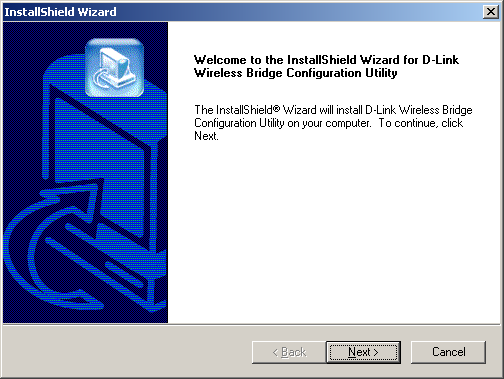 InstallShield Wizard
Welcome to the InstallShield Wizard for D-Link
Wireless Bridge Configuration Utility
The InstallShield® Wizard will install D-Link Wireless Bridge
Configuration Utility on your computer.  To continue, click
Next.
< Back
Next >
Cancel